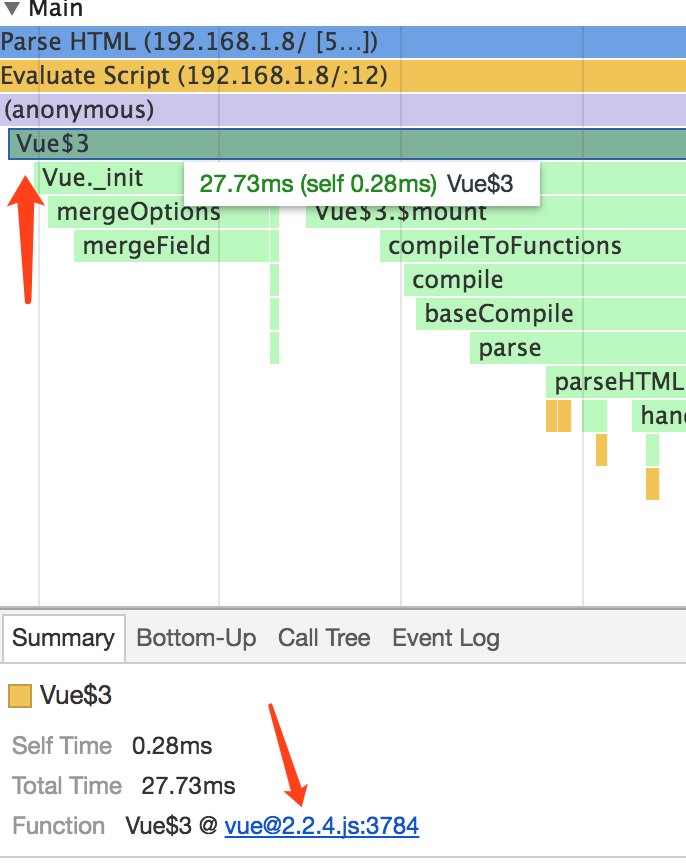 ▼ Main
Parse HTML (192.168.1.8/ [5…])
Evaluate Script (192.168.1.8/:12)
(anonymous)
Vue$3
Vue._init
27.73ms (self 0.28ms) Vue$3
mergeOptions
Vue$3.$mount
mergeField
compileToFunctions
compile
baseCompile
parse
parseHTML
han
Summary Bottom-Up Call Tree Event Log
Vue$3
Self Time 0.28ms
Total Time 27.73ms
Function Vue$3 @ vue@2.2.4.js:3784